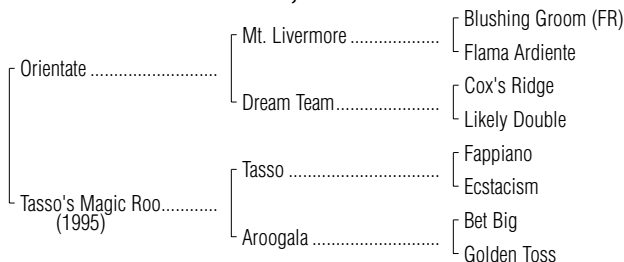 Blushing Groom (FR)
Mt. Livermore ....................
Flama Ardiente
Orientate ............................
Cox's Ridge
Dream Team.......................
Likely Double
Fappiano
Tasso .................................
Ecstacism
Tasso's Magic Roo............
(1995)
Bet Big
Aroogala ............................
Golden Toss